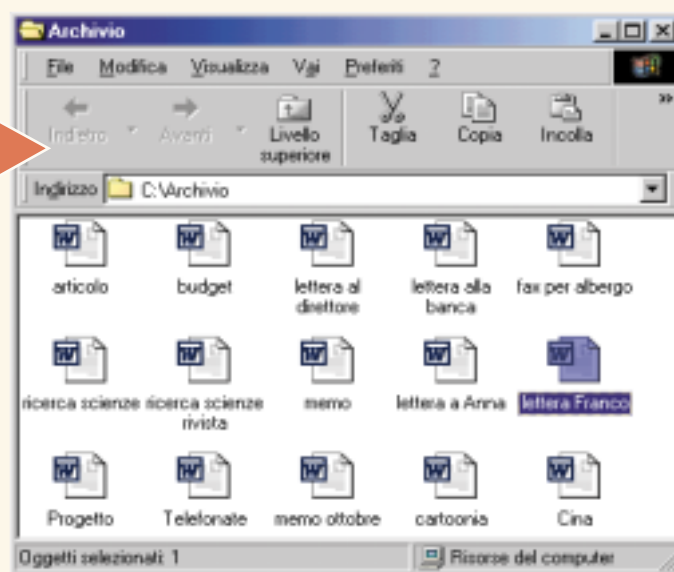 Archivio
File Modifica Visualizza Vai Preferiti ?
Indietro Avanti Livello superiore Taglia Copia Incolla »
Indirizzo C:\Archivio
articolo budget lettera al direttore lettera alla banca fax per albergo
ricerca scienze ricerca scienze rivista memo lettera a Anna lettera Franco
Progetto Telefonate memo ottobre cartoonia Cina
Oggetti selezionati: 1 Risorse del computer